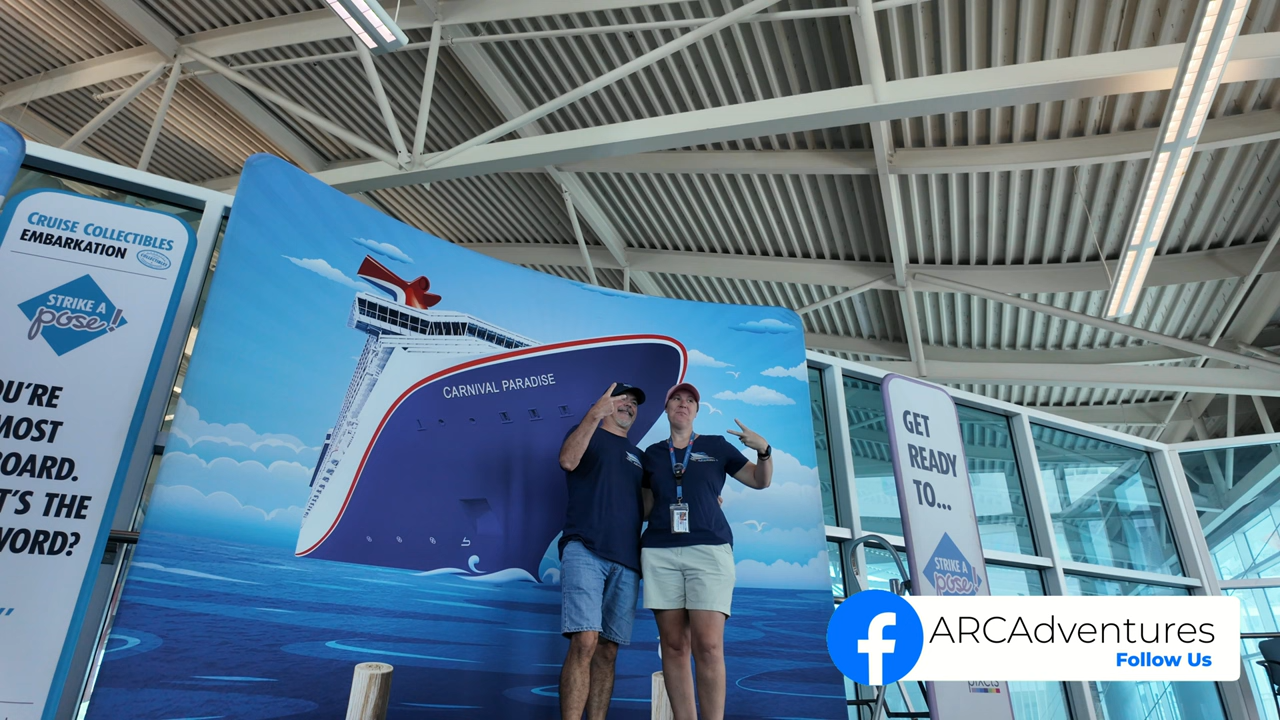 CRUISE COLLECTIBLES
EMBARKATION
STRIKE A
pose!
OU'RE
MOST
BOARD.
T'S THE
WORD?
CARNIVAL PARADISE
GET
READY
TO...
STRIKE A
pose!
ARCAdventures
Follow Us